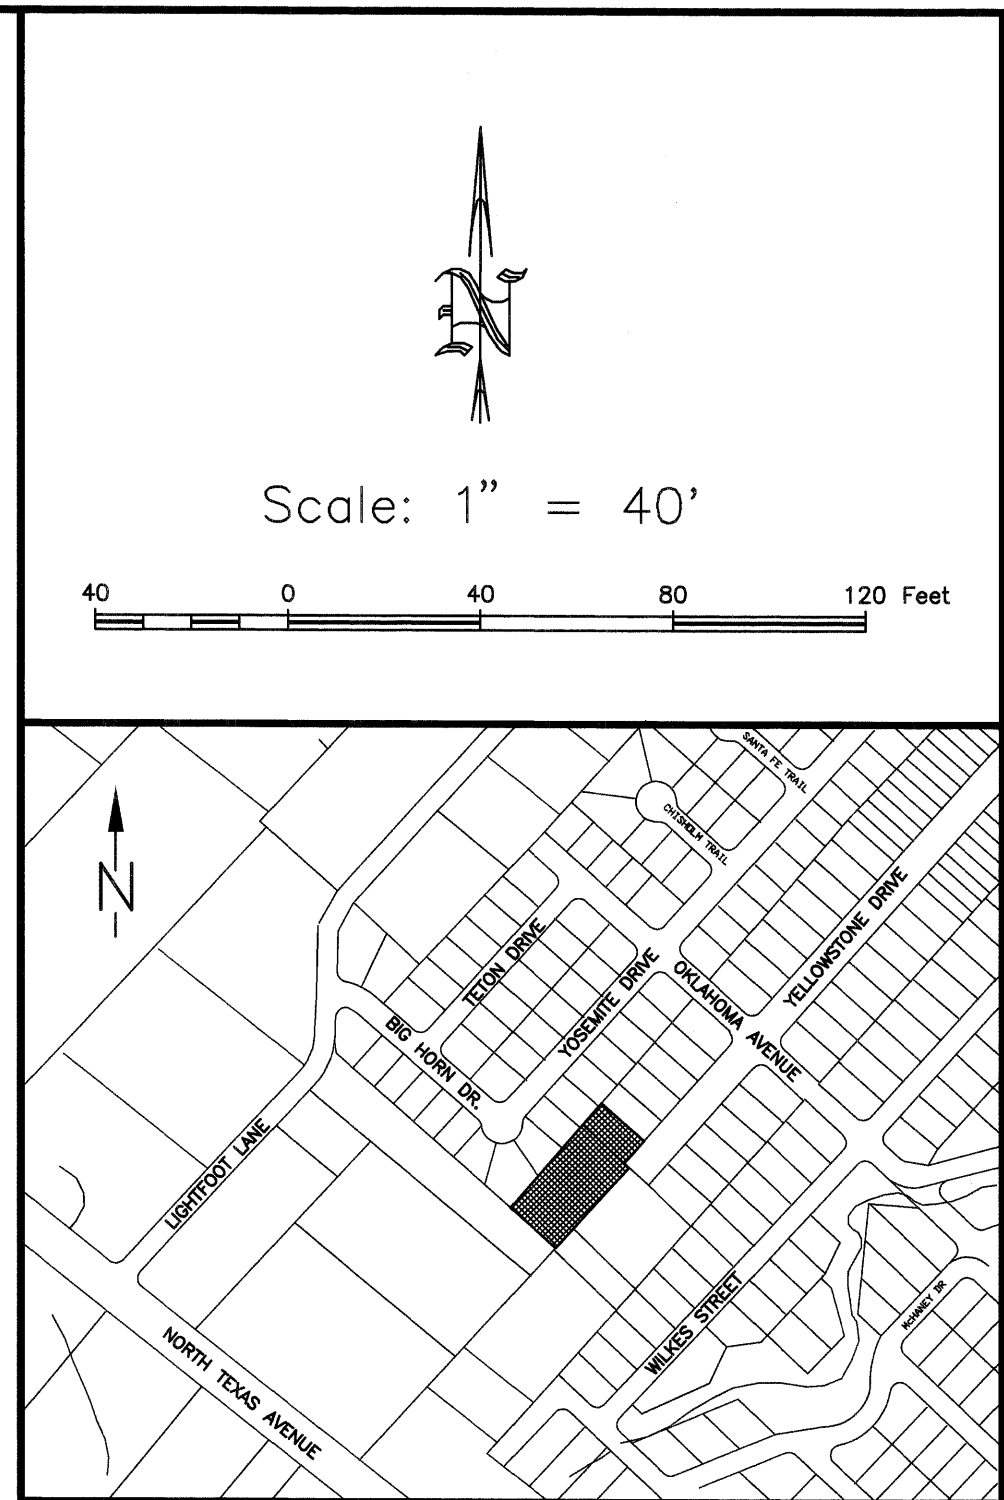 N
Scale: 1" = 40'
40 0 40 80 120 Feet
N
SANTA FE TRAIL
CHISHOLM TRAIL
YELLOWSTONE DRIVE
TETON DRIVE
YOSEMITE DRIVE
OKLAHOMA AVENUE
BIG HORN DR.
LIGHTFOOT LANE
WILKES STREET
McHANEY DR
NORTH TEXAS AVENUE